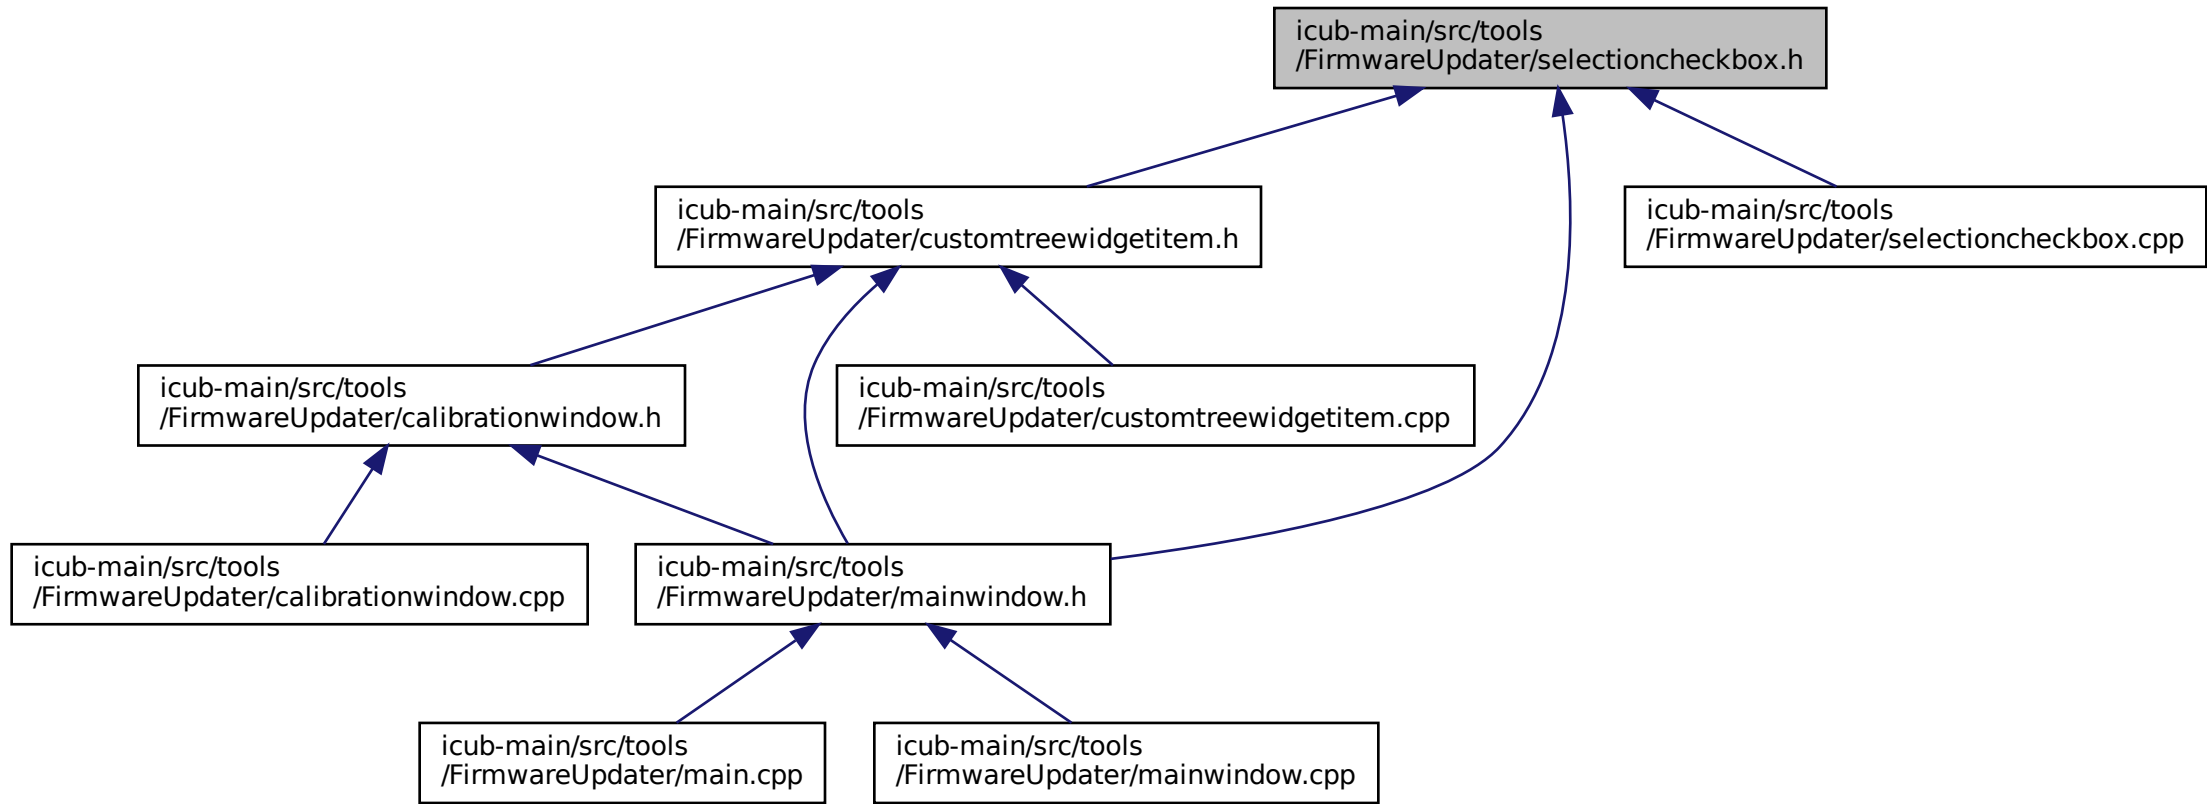 icub-main/src/tools
/FirmwareUpdater/selectioncheckbox.h
icub-main/src/tools
/FirmwareUpdater/customtreewidgetitem.h
icub-main/src/tools
/FirmwareUpdater/selectioncheckbox.cpp
icub-main/src/tools
/FirmwareUpdater/calibrationwindow.h
icub-main/src/tools
/FirmwareUpdater/customtreewidgetitem.cpp
icub-main/src/tools
/FirmwareUpdater/calibrationwindow.cpp
icub-main/src/tools
/FirmwareUpdater/mainwindow.h
icub-main/src/tools
/FirmwareUpdater/main.cpp
icub-main/src/tools
/FirmwareUpdater/mainwindow.cpp